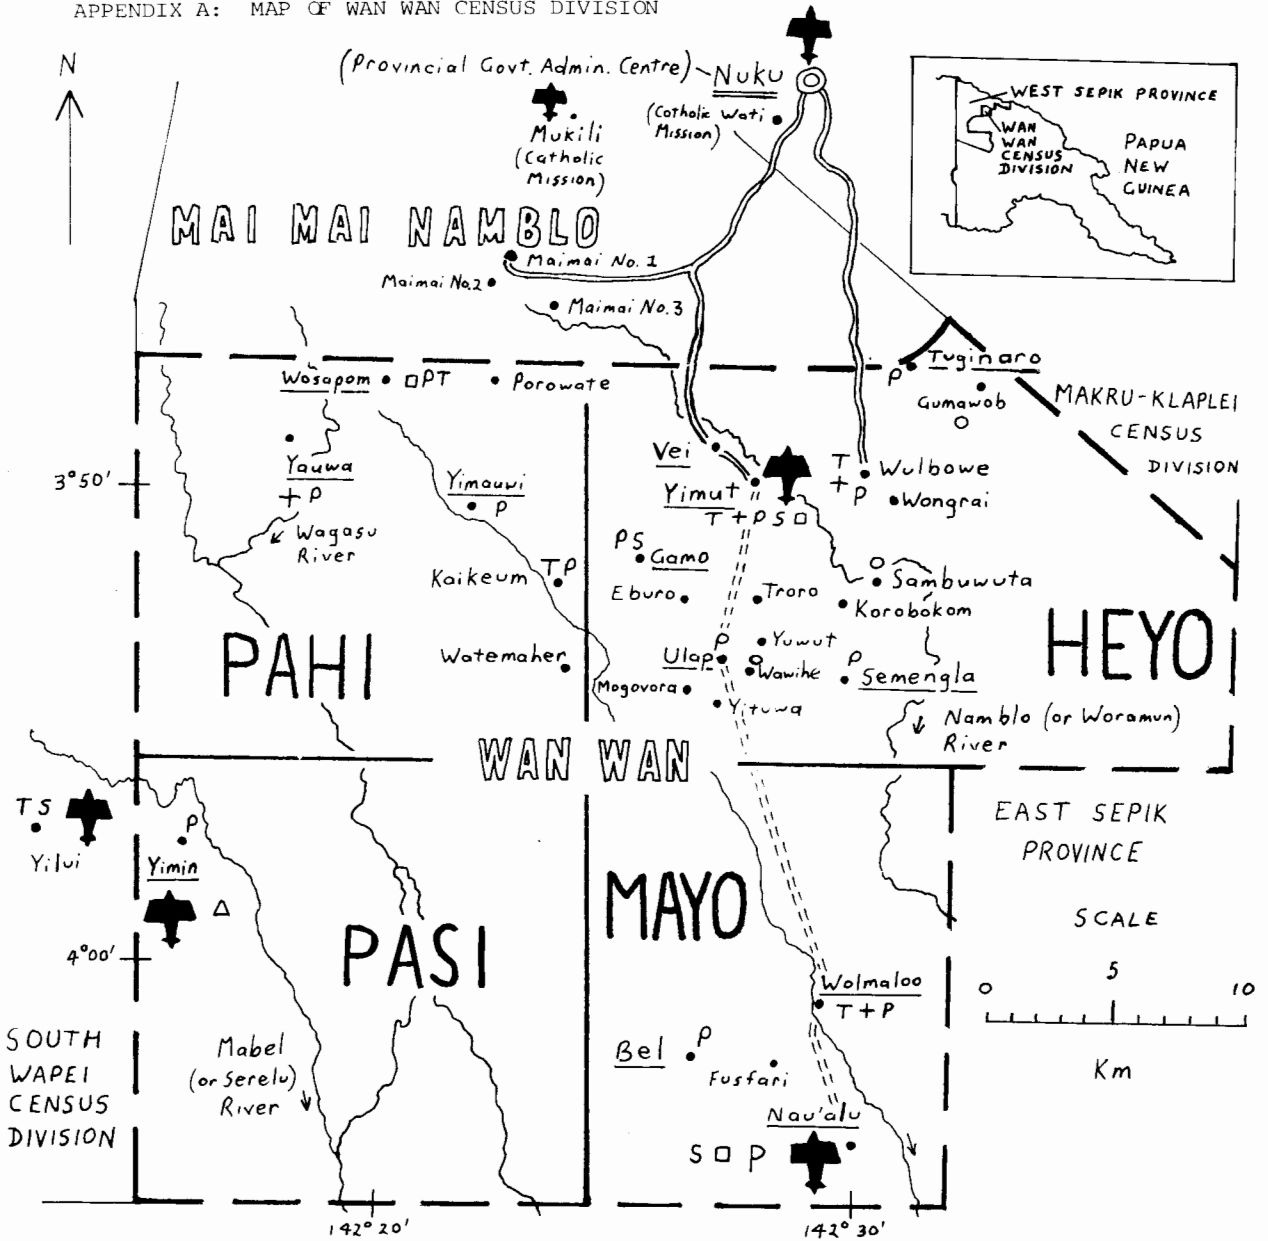 APPENDIX A: MAP OF WAN WAN CENSUS DIVISION
N
(Provincial Govt. Admin. Centre)
NUKU
Mukili
(Catholic
Mission)
(Catholic Wati
Mission)
WEST SEPIK PROVINCE
WAN
WAN
CENSUS
DIVISION
PAPUA
NEW
GUINEA
MAI MAI NAMBLO
Maimai No. 1
Maimai No.2
Maimai No.3
Wosapom
PT
Porowate
P
Tuginaro
Gumawob
MAKRU-KLAPLEI
CENSUS
DIVISION
3°50'
Yauwa
+ P
Yimauwi
P
Vei
Yimut
T + P S
T
+ P
Wulbowe
Wongrai
Wagasu
River
PS
Gamo
Kaikeum
TP
Eburo
Troro
Sambuwuta
Korobokom
PAHI
Watemaher
P
Ulap
Yuwut
Wawihe
P
Semengla
HEYO
Mogovora
Yituwa
Namblo (or Woramun)
River
WAN WAN
T S
Yilui
P
Yimin
EAST SEPIK
PROVINCE
MAYO
PASI
SCALE
0
5
10
Km
4°00'
Wolmaloo
T + P
SOUTH
WAPEI
CENSUS
DIVISION
Mabel
(or Serelu)
River
Bel
P
Fusfari
Nau'alu
S P
142°20'
142°30'